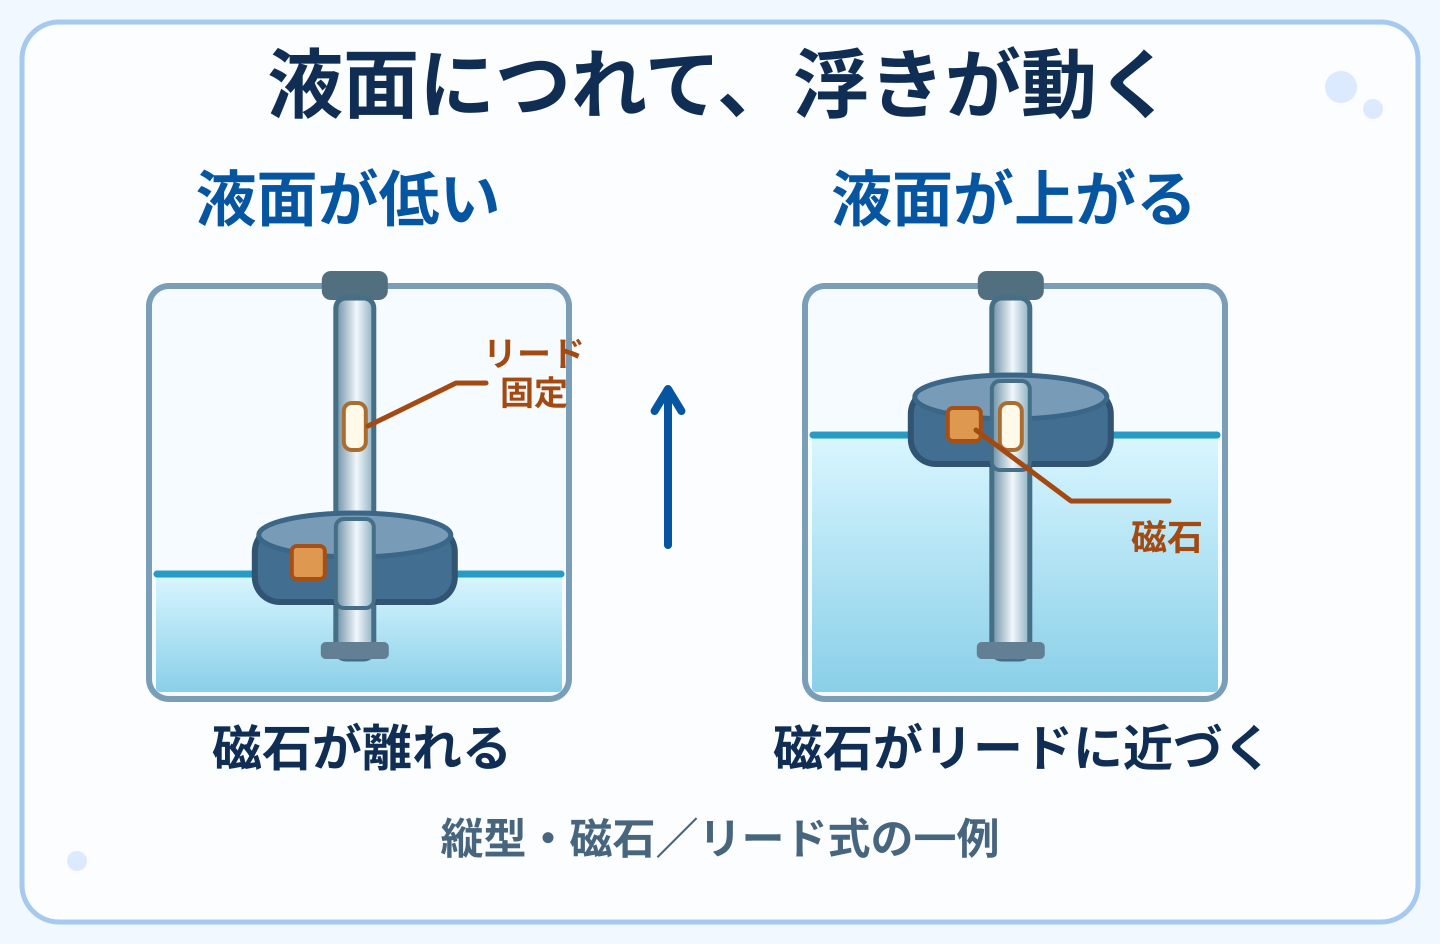 液面につれて、浮きが動く
液面が低い
液面が上がる
リード
固定
磁石
磁石が離れる
磁石がリードに近づく
縦型・磁石／リード式の一例